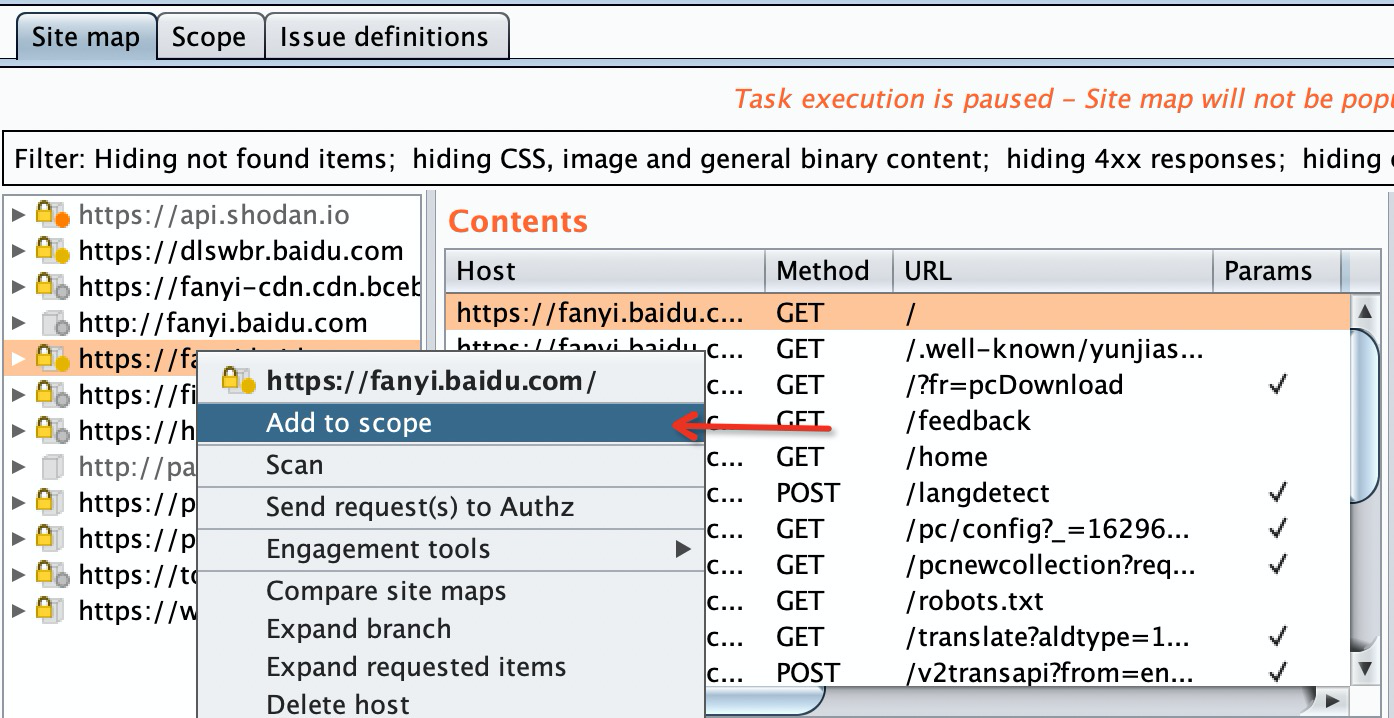 Site map Scope Issue definitions
Task execution is paused – Site map will not be
Filter: Hiding not found items; hiding CSS, image and general binary content; hiding 4xx responses; hiding
https://api.shodan.io
https://dlswbr.baidu.com
https://fanyi-cdn.cdn.bceb
http://fanyi.baidu.com
https://fa
https://fi
https://h
http://pa
https://p
https://p
https://to
https://w
https://fanyi.baidu.com/
Add to scope
Scan
Send request(s) to Authz
Engagement tools
Compare site maps
Expand branch
Expand requested items
Delete host
Contents
Host Method URL Params
https://fanyi.baidu.c... GET /
https://fanyi.baidu.c... GET /.well-known/yunjias...
c... GET /?fr=pcDownload ✓
c... GET /feedback
c... GET /home
c... POST /langdetect ✓
c... GET /pc/config?_=16296... ✓
c... GET /pcnewcollection?req... ✓
c... GET /robots.txt
c... GET /translate?aldtype=1... ✓
c... POST /v2transapi?from=en... ✓